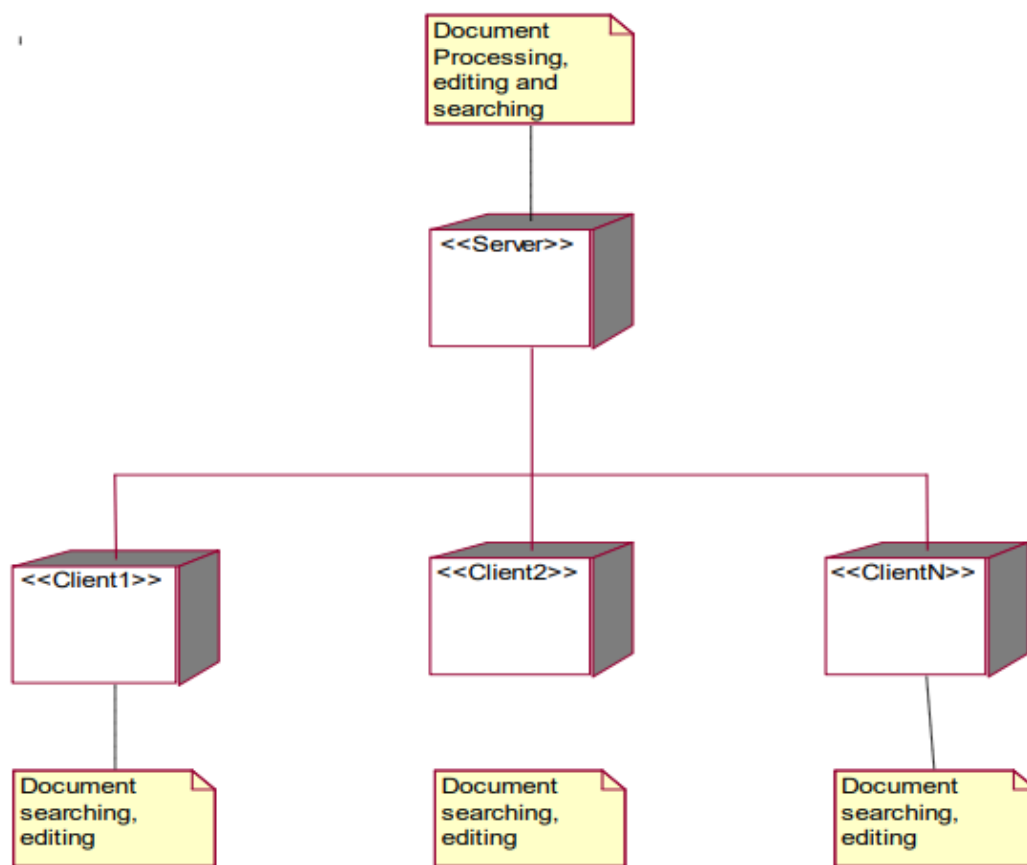 Document
Processing,
editing and
searching
<<Server>>
<<Client1>>
<<Client2>>
<<ClientN>>
Document
searching,
editing
Document
searching,
editing
Document
searching,
editing